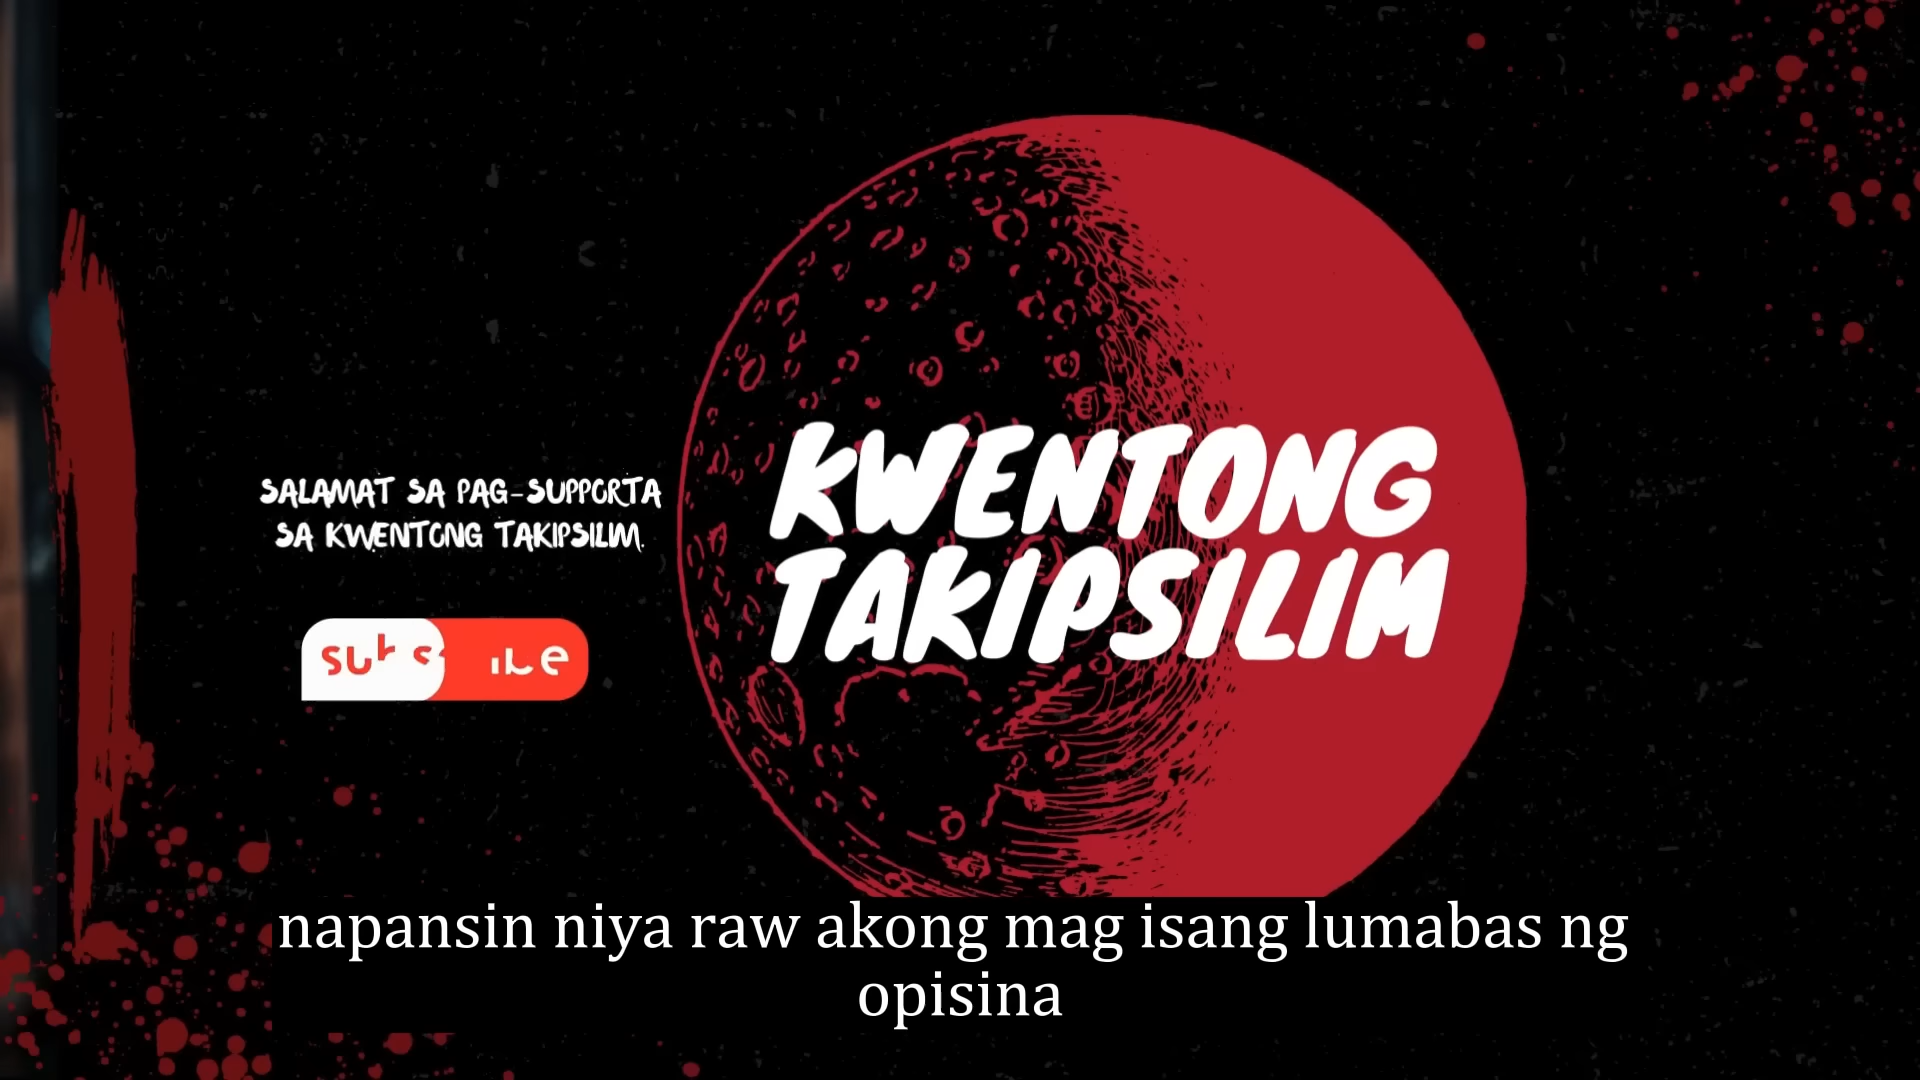 SALAMAT SA PAG-SUPPORTA
SA KWENTONG TAKIPSILIM.
KWENTONG
TAKIPSILIM
napansin niya raw akong mag isang lumabas ng
opisina